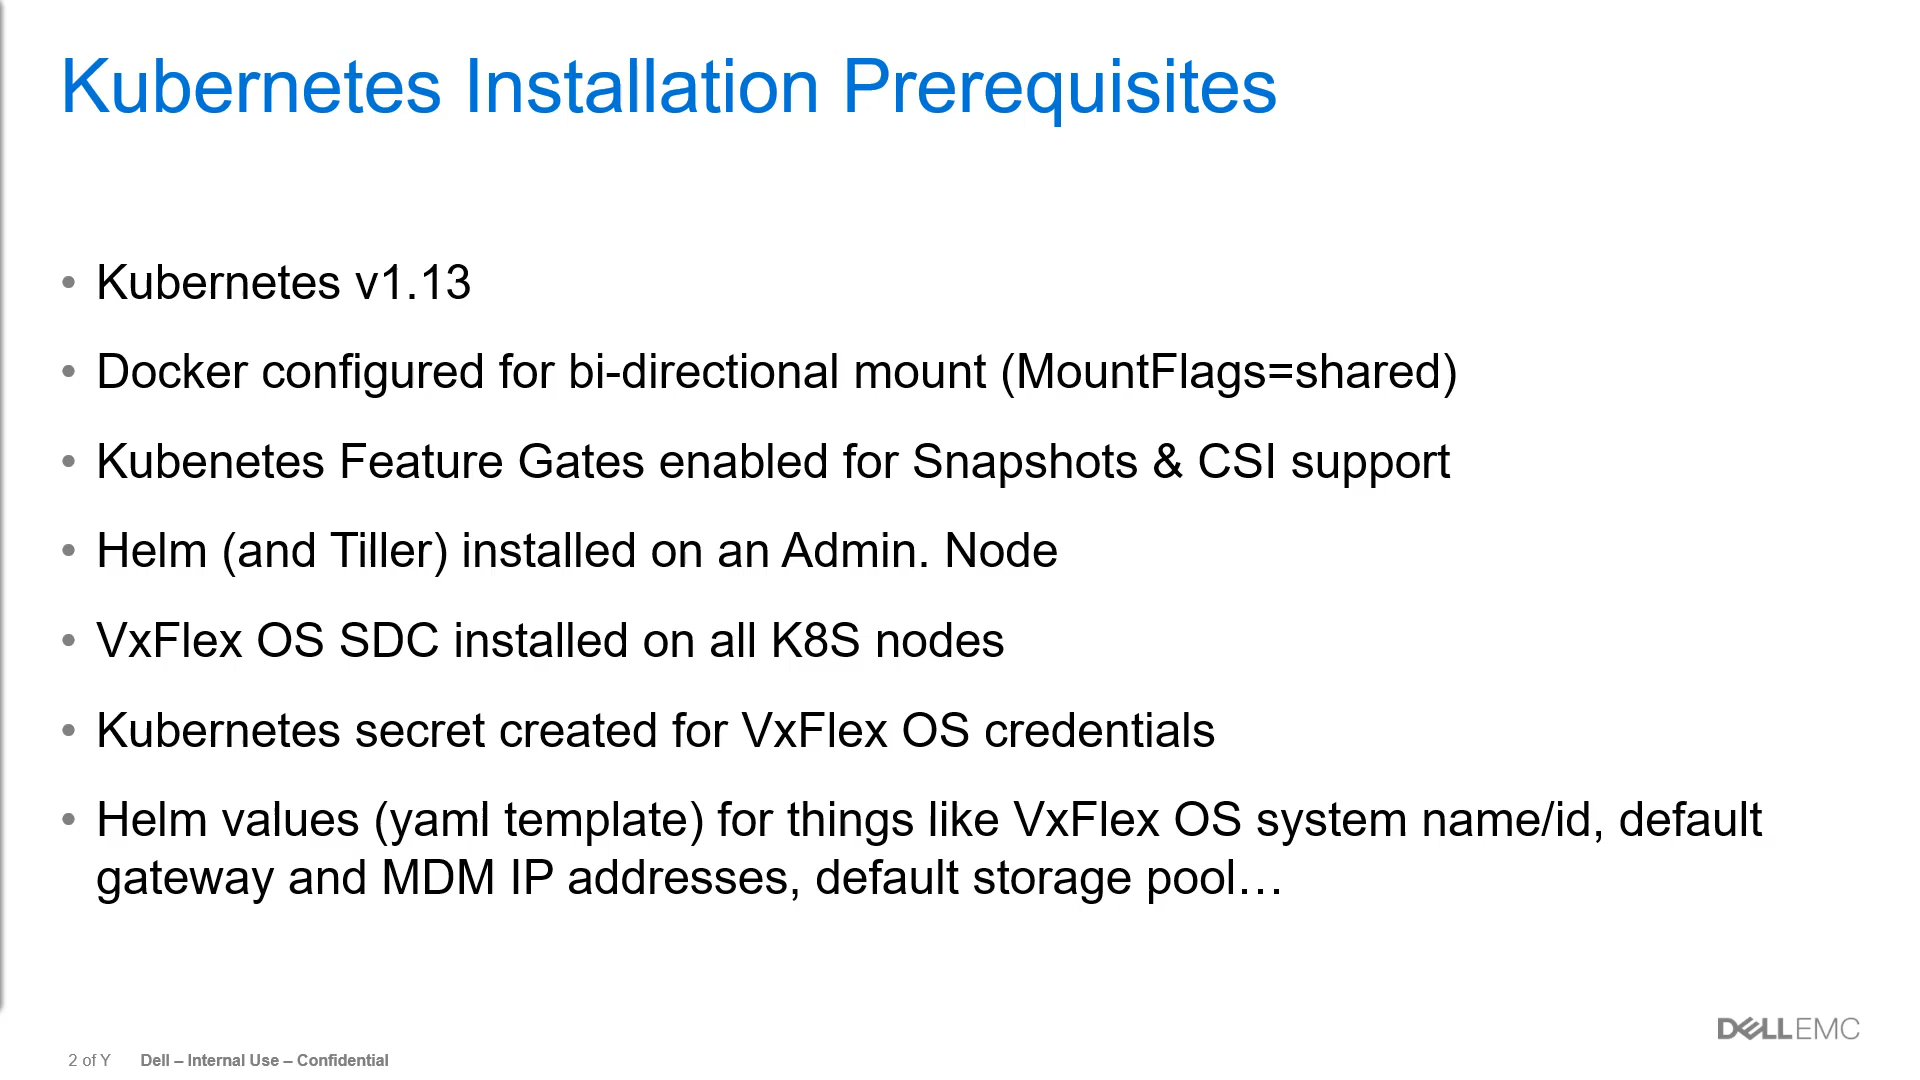 Kubernetes Installation Prerequisites
• Kubernetes v1.13
• Docker configured for bi-directional mount (MountFlags=shared)
• Kubenetes Feature Gates enabled for Snapshots & CSI support
• Helm (and Tiller) installed on an Admin. Node
• VxFlex OS SDC installed on all K8S nodes
• Kubernetes secret created for VxFlex OS credentials
• Helm values (yaml template) for things like VxFlex OS system name/id, default
gateway and MDM IP addresses, default storage pool…
DELLEMC
2 of Y Dell – Internal Use – Confidential